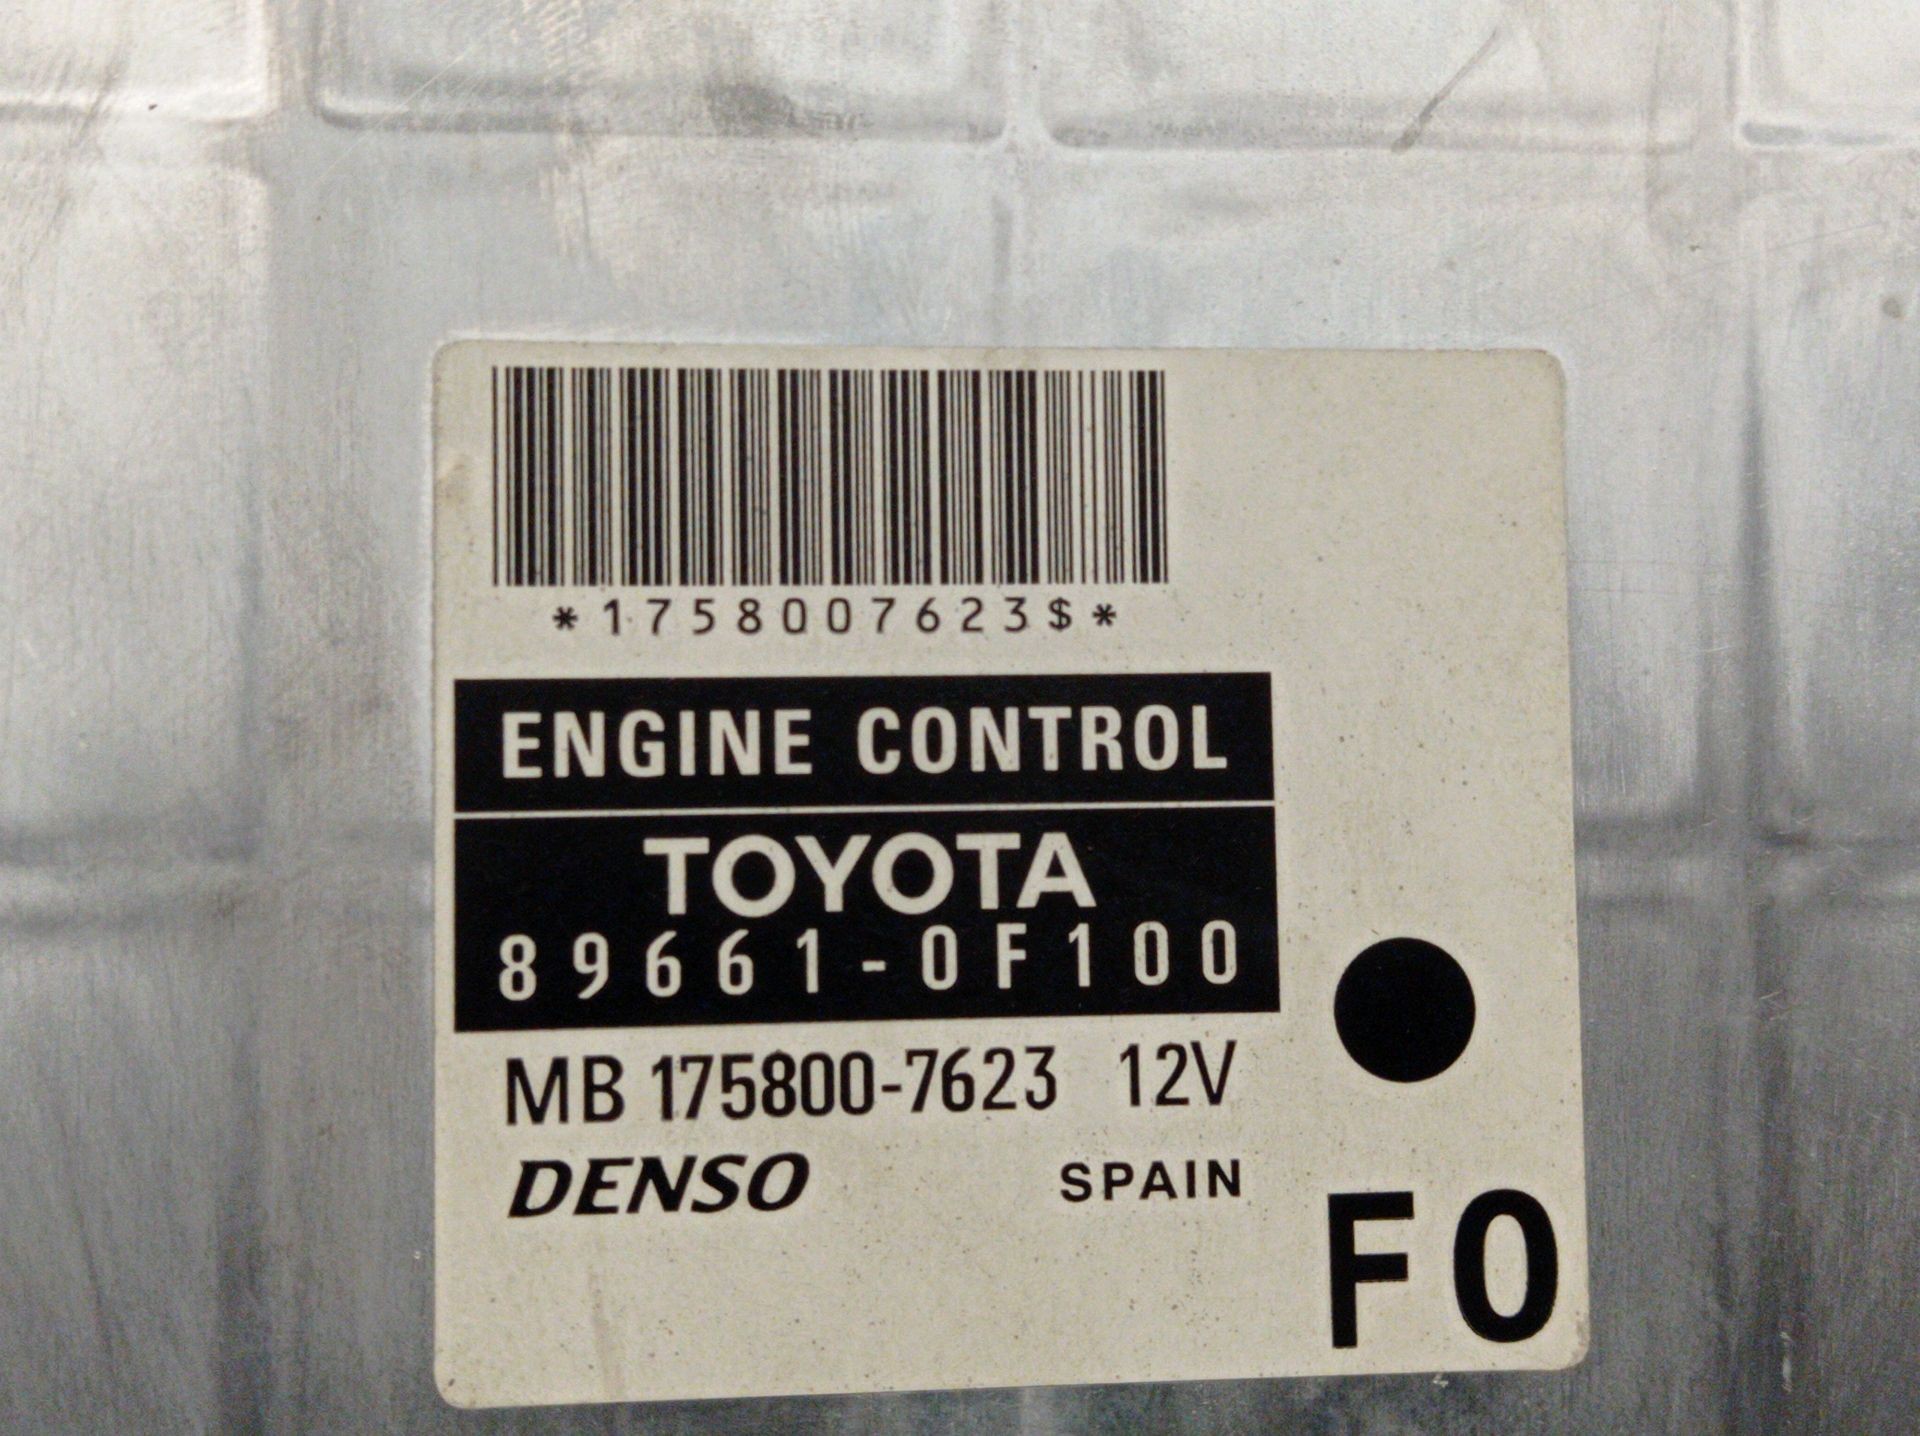 *1758007623$*
ENGINE CONTROL
TOYOTA
89661-0F100
MB 175800-7623 12V
DENSO SPAIN
F0